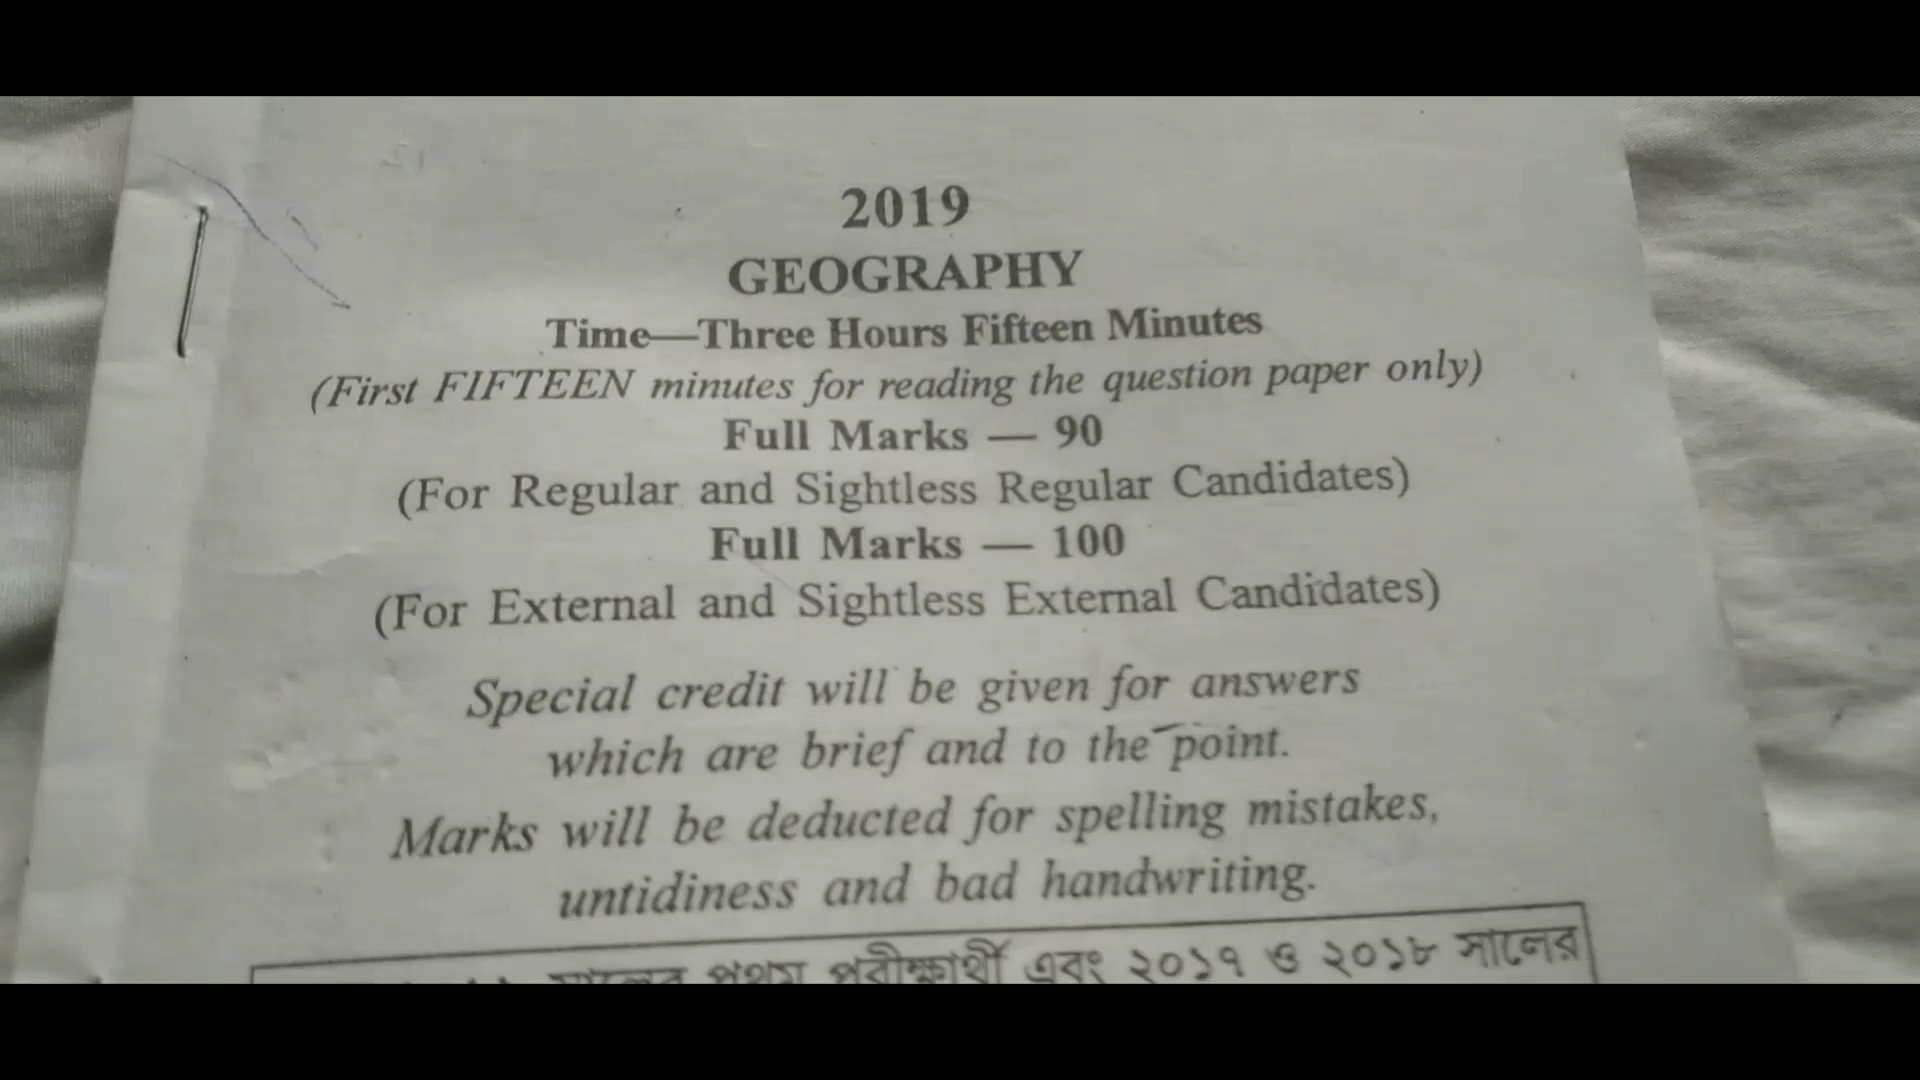 2019
GEOGRAPHY
Time—Three Hours Fifteen Minutes
(First FIFTEEN minutes for reading the question paper only)
Full Marks — 90
(For Regular and Sightless Regular Candidates)
Full Marks — 100
(For External and Sightless External Candidates)
Special credit will be given for answers
which are brief and to the point.
Marks will be deducted for spelling mistakes,
untidiness and bad handwriting.
সালের প্রথম পরীক্ষার্থী এবং ২০১৭ ও ২০১৮ সালের